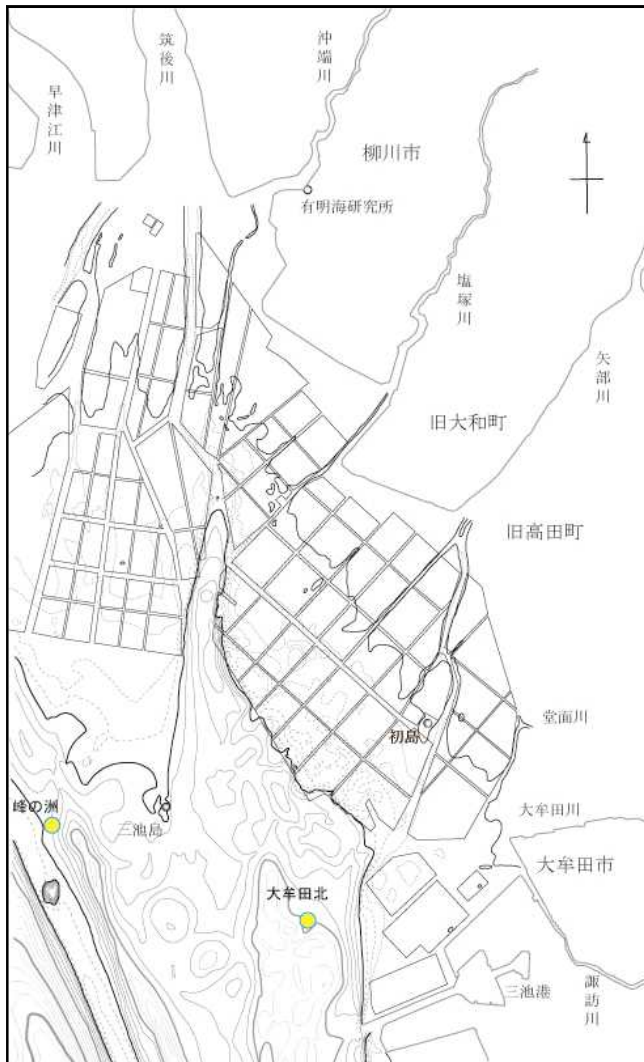 筑後川
沖端川
早津江川
柳川市
有明海研究所
塩塚川
矢部川
旧大和町
旧高田町
堂面川
初島
大牟田川
峰の洲
三池島
大牟田市
大牟田北
三池港
諏訪川